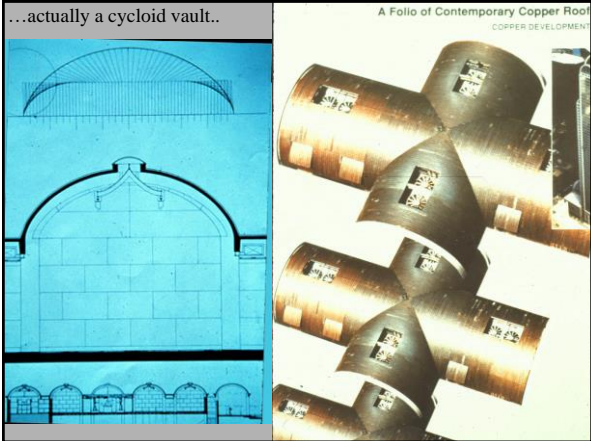 …actually a cycloid vault..
A Folio of Contemporary Copper Roof
COPPER DEVELOPMENT